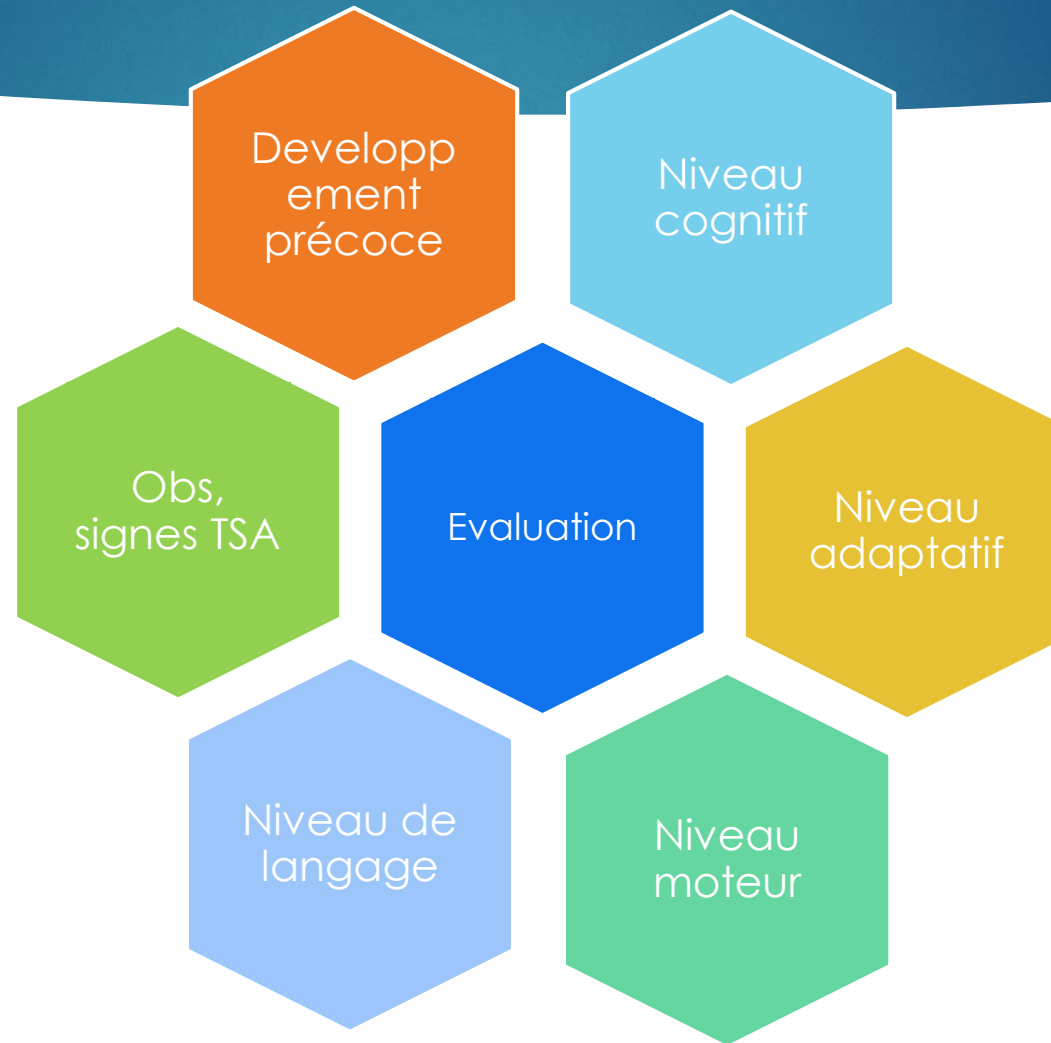 Developp
ement
précoce
Niveau
cognitif
Obs,
signes TSA
Evaluation
Niveau
adaptatif
Niveau de
langage
Niveau
moteur